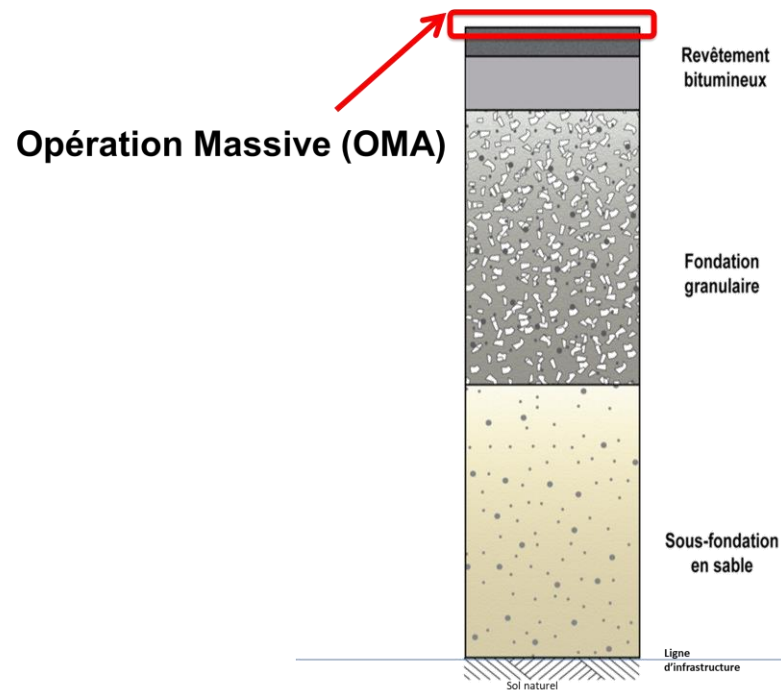 Revêtement
bitumineux
Opération Massive (OMA)
Fondation
granulaire
Sous-fondation
en sable
Ligne
d'infrastructure
Sol naturel